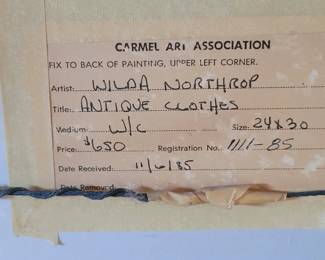 CARMEL ART ASSOCIATION
FIX TO BACK OF PAINTING, UPPER LEFT CORNER.
Artist: WILDA NORTHROP
Title: ANTIQUE CLOTHES
Medium: W/C Size: 24x30
Price: $650 Registration No. 1111-85
Date Received: 11/6/85
Date Removed